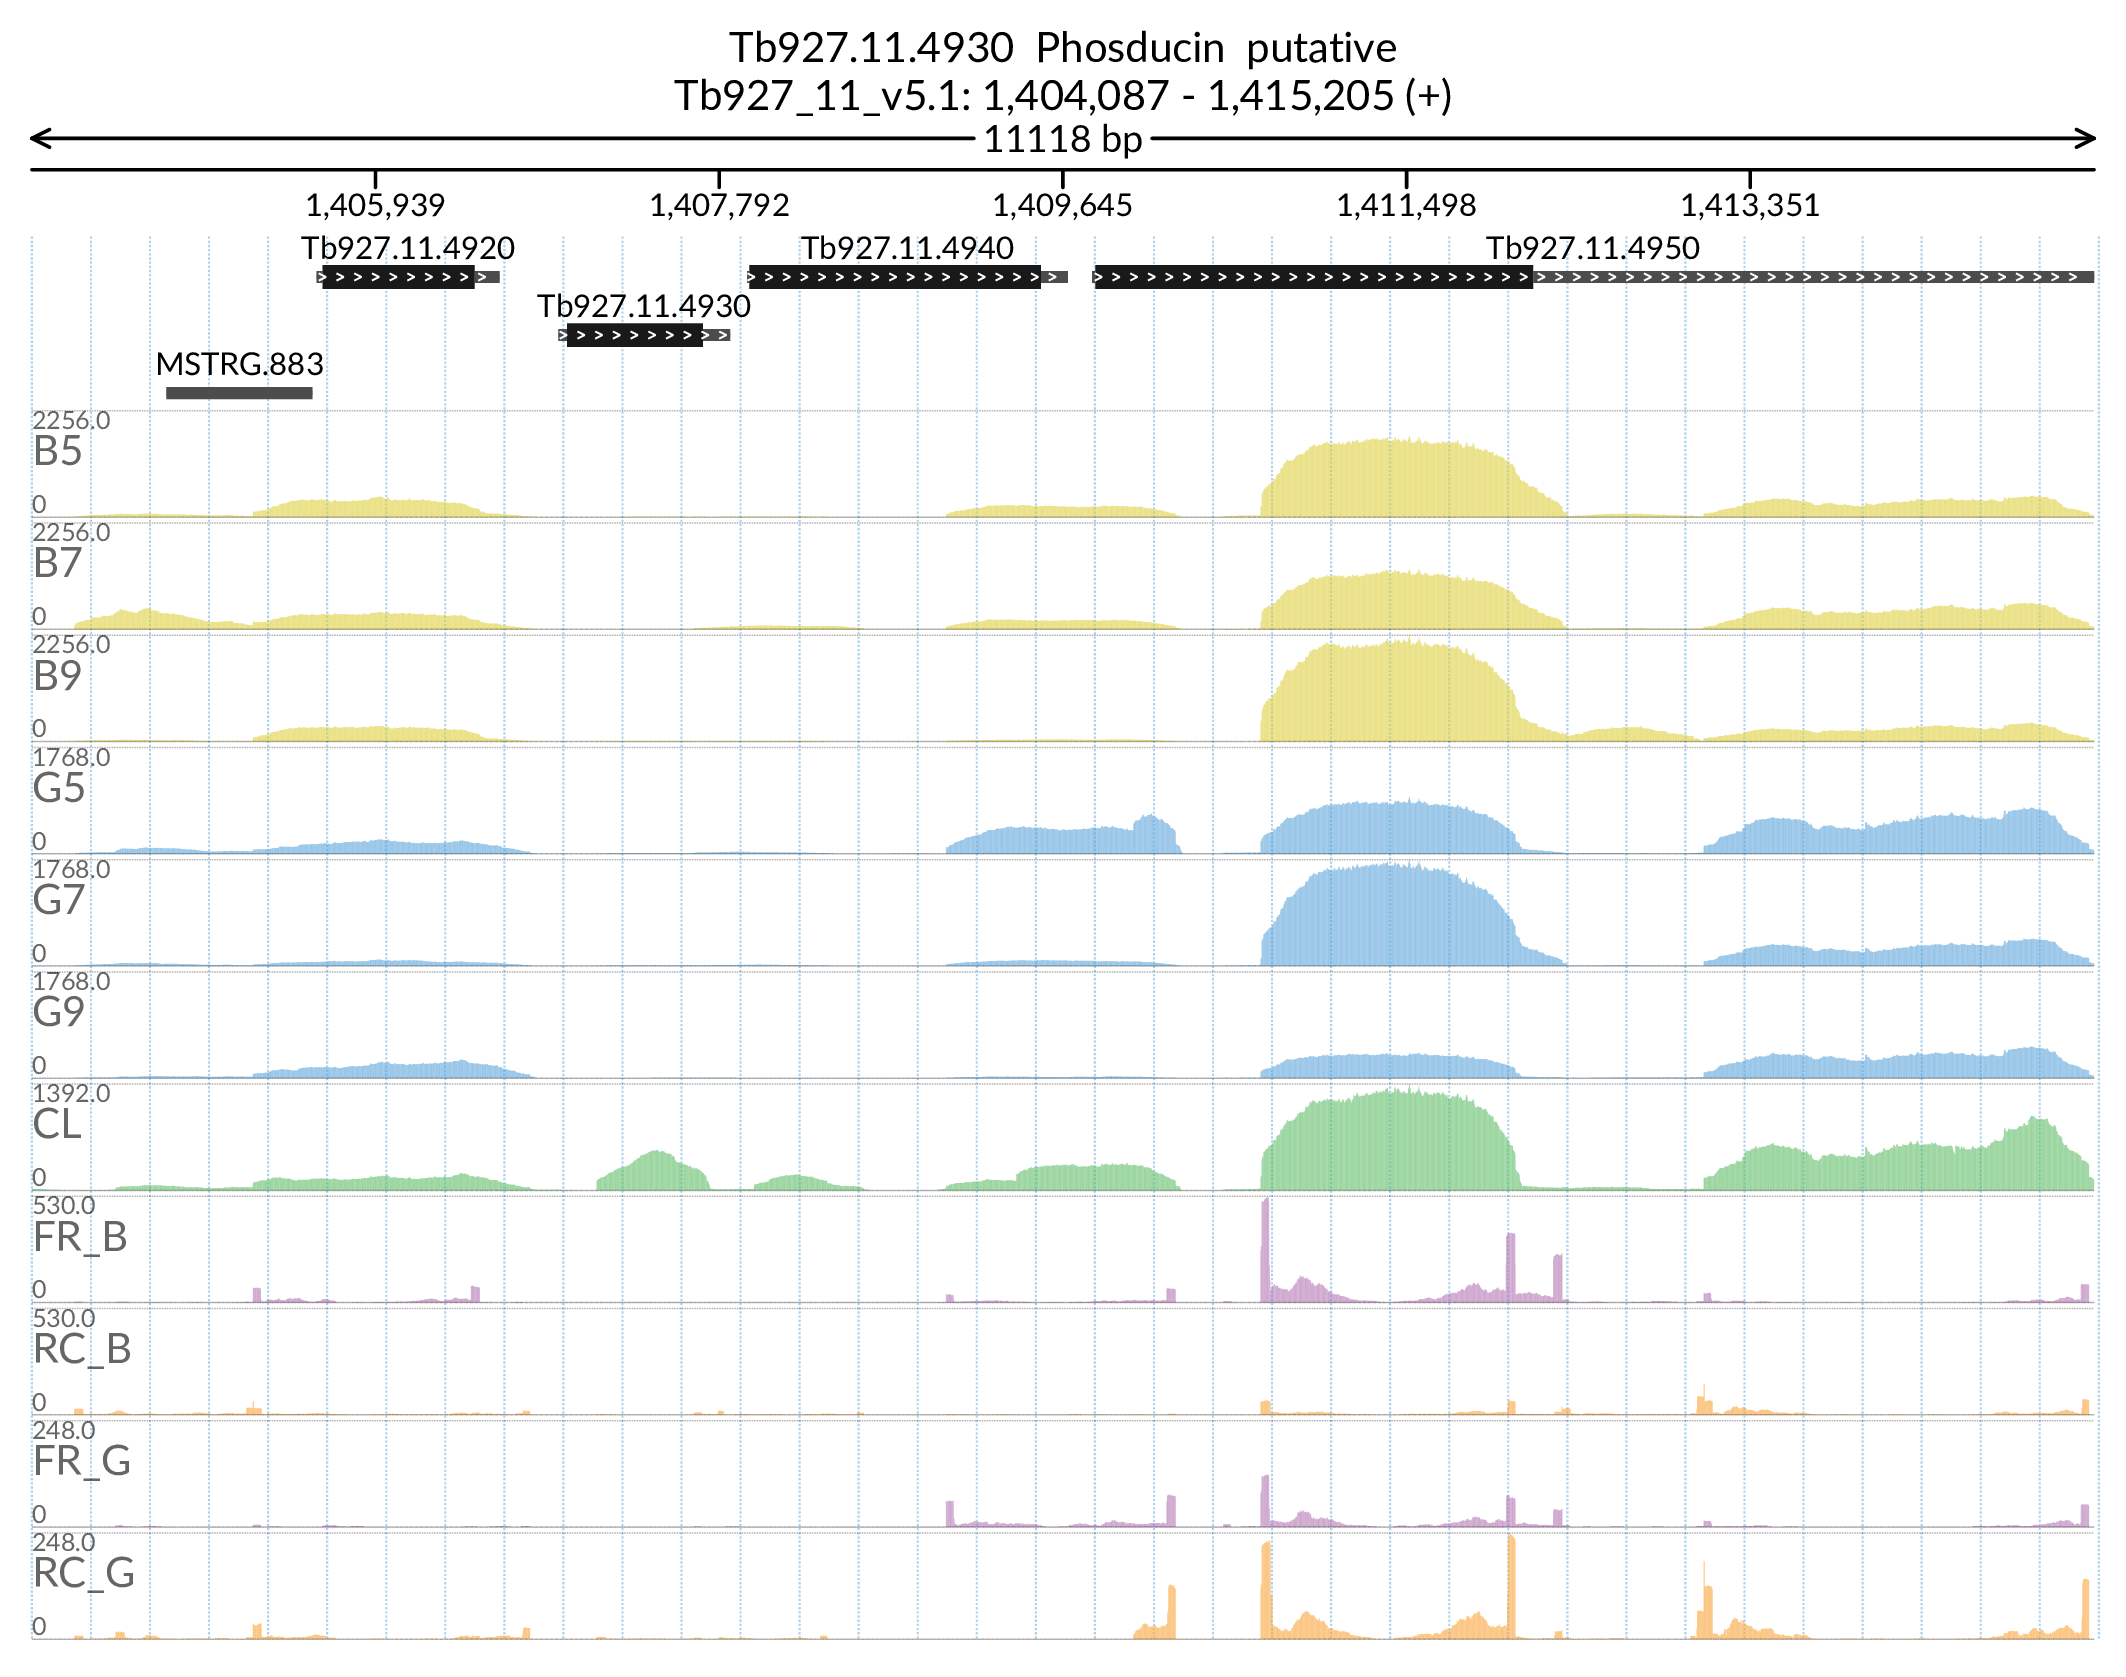 Tb927.11.4930 Phosducin putative
Tb927_11_v5.1: 1,404,087 - 1,415,205 (+)
11118 bp
1,405,939 1,407,792 1,409,645 1,411,498 1,413,351
Tb927.11.4920 Tb927.11.4940 Tb927.11.4950
Tb927.11.4930
MSTRG.883
2256.0
B5
0
2256.0
B7
0
2256.0
B9
0
1768.0
G5
0
1768.0
G7
0
1768.0
G9
0
1392.0
CL
0
530.0
FR_B
0
530.0
RC_B
0
248.0
FR_G
0
248.0
RC_G
0